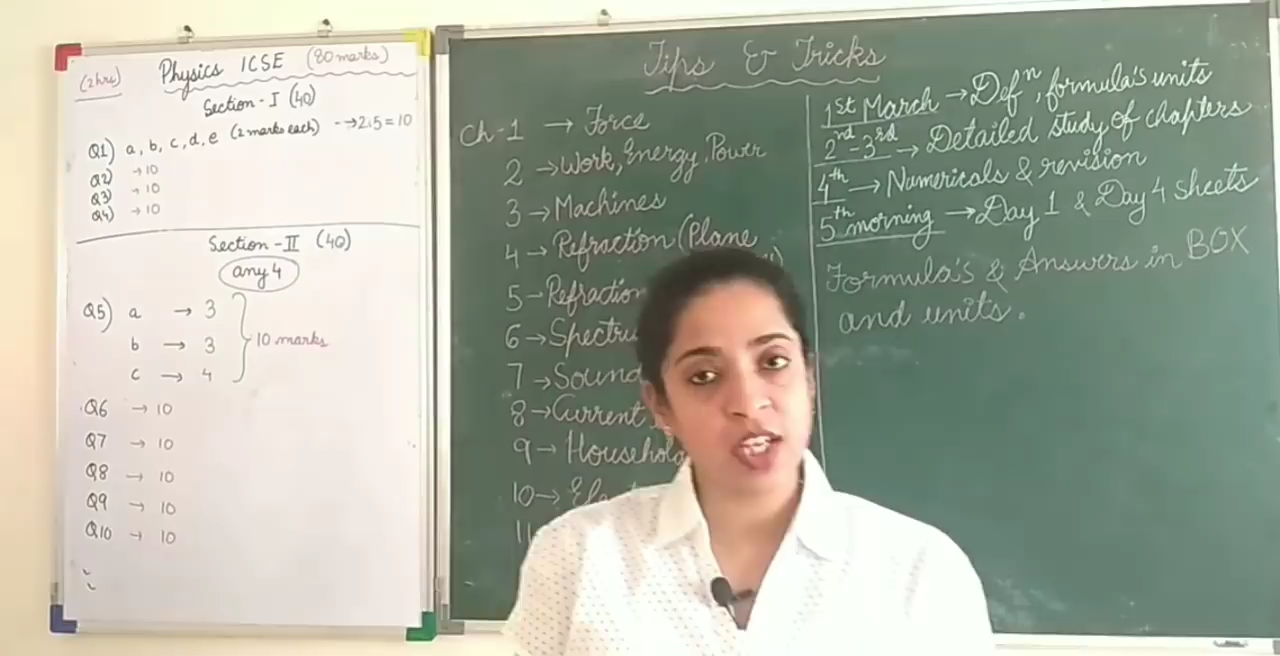 (2hrs) Physics ICSE (80 marks)
Section-I (40)
Q1) a, b, c, d, e (2 marks each) → 2.5=10
Q2) → 10
Q3) → 10
Q4) → 10
Section-II (40)
any 4
Q5) a → 3
b → 3
c → 4
10 marks
Q6 → 10
Q7 → 10
Q8 → 10
Q9 → 10
Q10 → 10
Tips & Tricks
Ch-1 → Force
2 → Work, Energy, Power
3 → Machines
4 → Refraction (Plane
5 - Refraction
6 → Spectru
7 → Sound
8 → Current
9 → Househol
10 →
11
1st March → Defⁿ, formula's units
2nd-3rd → Detailed study of chapters
4th → Numericals & revision
5th morning → Day 1 & Day 4 sheets
Formula's & Answers in BOX
and units.